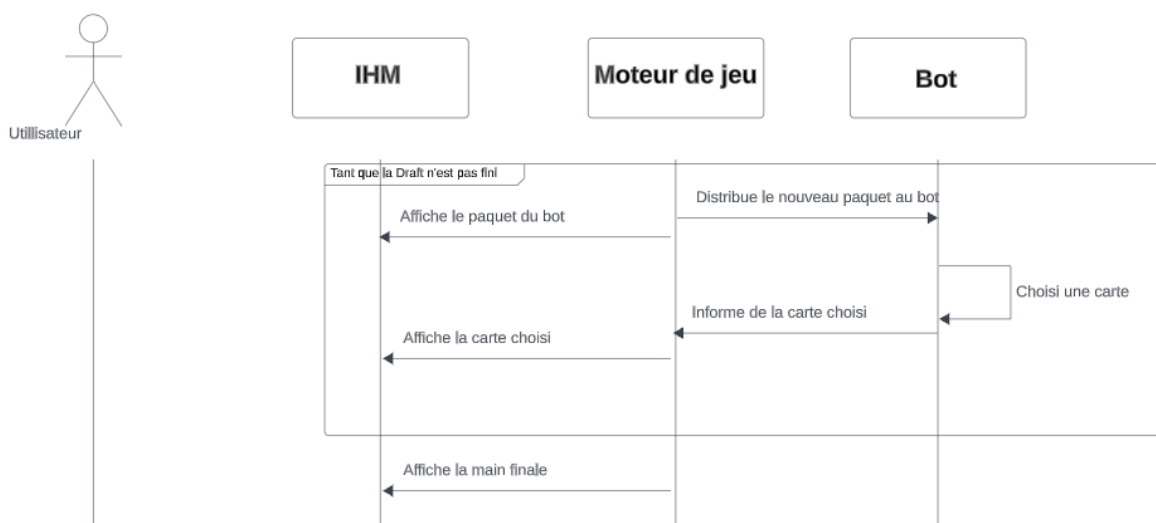 IHM
Moteur de jeu
Bot
Utillisateur
Tant que la Draft n'est pas fini
Distribue le nouveau paquet au bot
Affiche le paquet du bot
Choisi une carte
Informe de la carte choisi
Affiche la carte choisi
Affiche la main finale